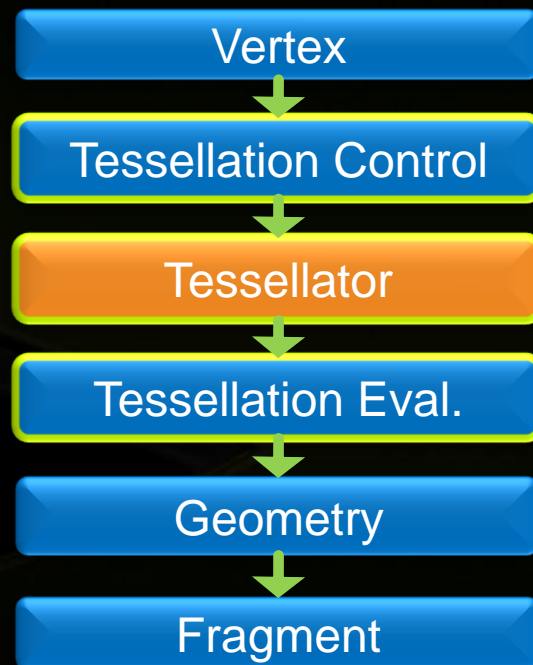 Vertex
Tessellation Control
Tessellator
Tessellation Eval.
Geometry
Fragment